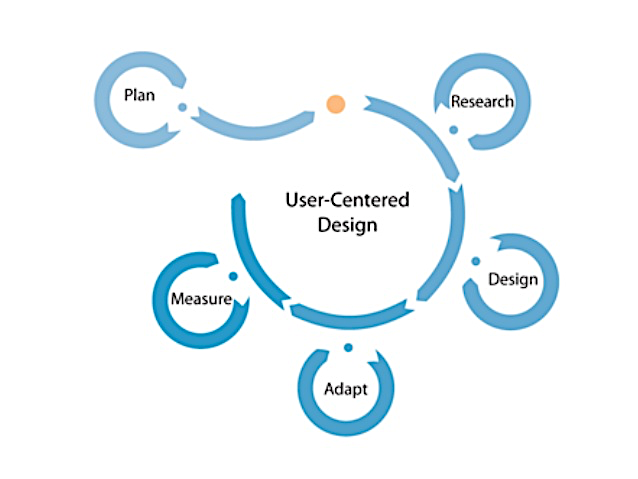 Plan
Research
User-Centered
Design
Design
Measure
Adapt